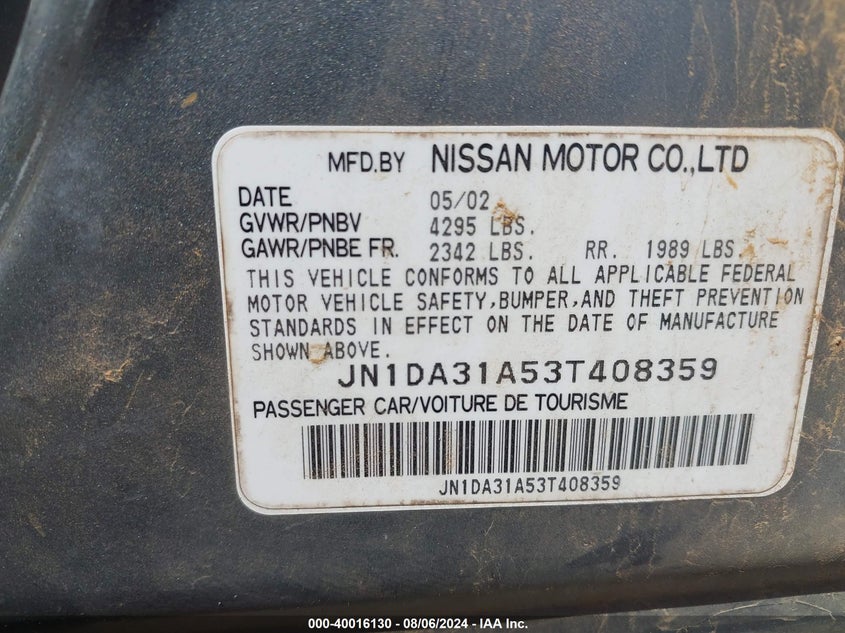 MFD.BY NISSAN MOTOR CO.,LTD
DATE 05/02
GVWR/PNBV 4295 LBS.
GAWR/PNBE FR. 2342 LBS. RR. 1989 LBS.
THIS VEHICLE CONFORMS TO ALL APPLICABLE FEDERAL
MOTOR VEHICLE SAFETY,BUMPER,AND THEFT PREVENTION
STANDARDS IN EFFECT ON THE DATE OF MANUFACTURE
SHOWN ABOVE.
JN1DA31A53T408359
PASSENGER CAR/VOITURE DE TOURISME
JN1DA31A53T408359
000-40016130 - 08/06/2024 - IAA Inc.